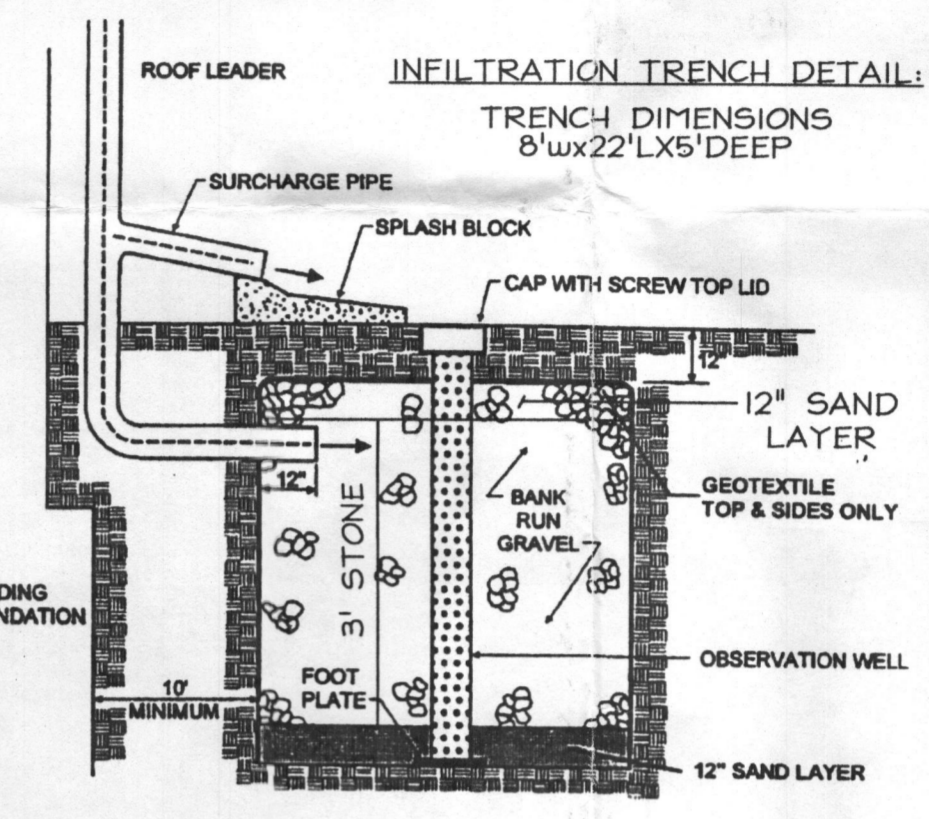 ROOF LEADER
INFILTRATION TRENCH DETAIL:
TRENCH DIMENSIONS
8'wx22'LX5'DEEP
SURCHARGE PIPE
SPLASH BLOCK
CAP WITH SCREW TOP LID
12"
12" SAND
LAYER
GEOTEXTILE
TOP & SIDES ONLY
12"
3' STONE
BANK
RUN
GRAVEL
DING
NDATION
OBSERVATION WELL
FOOT
PLATE
10'
MINIMUM
12" SAND LAYER